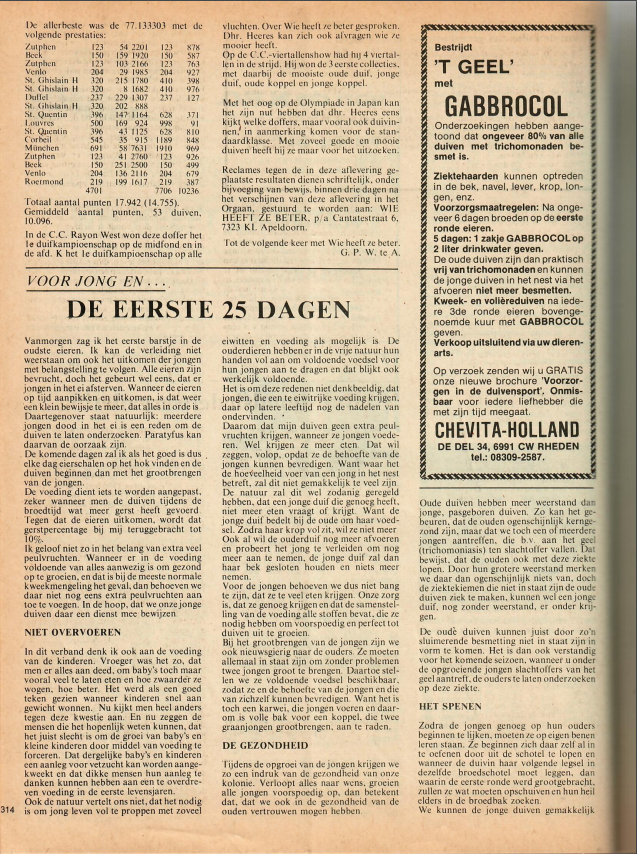 De allerbeste was de 77.133303 met de
volgende prestaties:
Zutphen 123 54 2201 123 878
Beek 150 159 1920 150 587
Zutphen 123 103 2166 123 763
Venlo 204 29 1985 204 927
St. Ghislain H 320 215 1780 410 398
St. Ghislain H 320 8 1682 410 976
Duffel 237 229 1307 237 127
St. Ghislain H 320 202 888
St. Quentin 396 147 1164 628 371
Louvres 500 169 924 998 91
St. Quentin 396 43 1125 628 810
Corbeil 545 35 915 1189 848
München 691 58 7631 1910 969
Zutphen 123 41 2760 123 926
Beek 150 251 2500 150 499
Venlo 204 136 2116 204 679
Roermond 219 199 1617 219 387
4701 7706 10236
Totaal aantal punten 17.942 (14.755).
Gemiddeld aantal punten, 53 duiven,
10.096.
In de C.C. Rayon West won deze doffer het
1e duifkampioenschap op de midfond en in
de afd. K het 1e duifkampioenschap op alle
vluchten. Over Wie heeft ze beter gesproken.
Dhr. Heeres kan zich ook alvragen wie ze
mooier heeft.
Op de C.C.-viertallenshow had hij 4 viertal-
len in de strijd. Hij won de 3 eerste collecties,
met daarbij de mooiste oude duif, jonge
duif, oude koppel en jonge koppel.
Met het oog op de Olympiade in Japan kan
het zijn nut hebben dat dhr. Heeres eens
kijkt welke doffers, maar vooral ook duivin-
nen, in aanmerking komen voor de stan-
daardklasse. Met zoveel goede en mooie
duiven heeft hij ze maar voor het uitzoeken.
Reclames tegen de in deze aflevering ge-
plaatste resultaten dienen schriftelijk, onder
bijvoeging van bewijs, binnen drie dagen na
het verschijnen van deze aflevering in het
Orgaan, gestuurd te worden aan: WIE
HEEFT ZE BETER, p/a Cantatestraat 6,
7323 KL Apeldoorn.
Tot de volgende keer met Wie heeft ze beter.
G. P. W. te A.
VOOR JONG EN ....
DE EERSTE 25 DAGEN
Vanmorgen zag ik het eerste barstje in de
oudste eieren. Ik kan de verleiding niet
weerstaan om ook het uitkomen der jongen
met belangstelling te volgen. Alle eieren zijn
bevrucht, doch het gebeurt wel eens, dat er
jongen in het ei afsterven. Wanneer de eieren
op tijd aanpikken en uitkomen, is dat weer
een klein bewijsje te meer, dat alles in orde is.
Daartegenover staat natuurlijk: meerdere
jongen dood in het ei is een reden om de
duiven te laten onderzoeken. Paratyfus kan
daarvan de oorzaak zijn.
De komende dagen zal ik als het goed is dus
elke dag eierschalen op het hok vinden en de
duiven beginnen dan met het grootbrengen
van de jongen.
De voeding dient iets te worden aangepast,
zeker wanneer men de duiven tijdens de
broedtijd wat meer gerst heeft gevoerd.
Tegen dat de eieren uitkomen, wordt dat
gerstpercentage bij mij teruggebracht tot
10%.
Ik geloof niet zo in het belang van extra veel
peulvruchten. Wanneer er in de voeding
voldoende van alles aanwezig is om gezond
op te groeien, en dat is bij de meeste normale
kweekmengeling het geval, dan behoeven we
daar niet nog eens extra peulvruchten aan
toe te voegen. In de hoop, dat we onze jonge
duiven daar een dienst mee bewijzen
NIET OVERVOEREN
In dit verband denk ik ook aan de voeding
van de kinderen. Vroeger was het zo, dat
men er alles aan deed, om baby's toch maar
vooral veel te laten eten en hoe zwaarder ze
wogen, hoe beter. Het werd als een goed
teken gezien wanneer kinderen snel aan
gewicht wonnen. Nu kijkt men heel anders
tegen deze kwestie aan. En nu zeggen de
mensen die het hopenlijk weten kunnen, dat
het juist slecht is om de groei van baby's en
kleine kinderen door middel van voeding te
forceren. Dat dergelijke baby's en kinderen
een aanleg voor vetzucht kan worden aange-
kweekt en dat dikke mensen hun aanleg te
danken kunnen hebben aan een te overdre-
ven voeding in de eerste levensjaren.
Ook de natuur vertelt ons niet, dat het nodig
is om jong leven vol te proppen met zoveel
314
eiwitten en voeding als mogelijk is. De
ouderdieren hebben er in de vrije natuur hun
handen vol aan om voldoende voedsel voor
hun jongen aan te dragen en dat blijkt ook
werkelijk voldoende.
Het is om deze redenen niet denkbeeldig, dat
jongen, die een te eiwitrijke voeding krijgen,
daar op latere leeftijd nog de nadelen van
ondervinden.
Daarom dat mijn duiven geen extra peul-
vruchten krijgen, wanneer ze jongen voede-
ren. Wel krijgen ze meer eten. Dat wil
zeggen, volop, opdat ze de behoefte van de
jongen kunnen bevredigen. Want waar het
de hoeveelheid voer van een jong in het nest
betreft, zal dit niet gemakkelijk te veel zijn.
De natuur zal dit wel zodanig geregeld
hebben, dat een jonge duif die genoeg heeft,
niet meer eten vraagt of krijgt. Want de
jonge duif bedelt bij de oude om haar voed-
sel. Zodra haar krop vol zit, wil ze niet meer.
Ook al wil de ouderduif nog meer afvoeren
en probeert het jong te verleiden om nog
meer aan te nemen, de jonge duif zal dan
haar bek gesloten houden en niets meer
nemen.
Voor de jongen behoeven we dus niet bang
te zijn, dat ze te veel eten krijgen. Onze zorg
is, dat ze genoeg krijgen en dat de samenstel-
ling van de voeding alle stoffen bevat, die ze
nodig hebben om voorspoedig en perfect tot
duiven uit te groeien.
Bij het grootbrengen van de jongen zijn we
ook nieuwsgierig naar de ouders. Ze moeten
allemaal in staat zijn om zonder problemen
twee jongen groot te brengen. Daartoe stel-
len we ze voldoende voedsel beschikbaar,
zodat ze en de behoefte van de jongen en die
van zichzelf kunnen bevredigen. Want het is
toch een karwei, die jongen voeren en daar-
om is volle bak voor een koppel, die twee
graanjongen grootbrengen, aan te raden.
DE GEZONDHEID
Tijdens de opgroei van de jongen krijgen we
zo een indruk van de gezondheid van onze
kolonie. Verloopt alles naar wens, groeien
alle jongen voorspoedig op, dan betekent
dat, dat we ook in de gezondheid van de
ouden vertrouwen mogen hebben.
Bestrijdt
'T GEEL'
met
GABBROCOL
Onderzoekingen hebben aange-
toond dat ongeveer 80% van alle
duiven met trichomonaden be-
smet is.
Ziektehaarden kunnen optreden
in de bek, navel, lever, krop, lon-
gen, enz.
Voorzorgsmaatregelen: Na onge-
veer 6 dagen broeden op de eerste
ronde eieren.
5 dagen: 1 zakje GABBROCOL op
2 liter drinkwater geven.
De oude duiven zijn dan praktisch
vrij van trichomonaden en kunnen
de jonge duiven in het nest via het
afvoeren niet meer besmetten.
Kweek- en volièreduiven na iede-
re 3de ronde eieren bovenge-
noemde kuur met GABBROCOL
geven.
Verkoop uitsluitend via uw dieren-
arts.
Op verzoek zenden wij u GRATIS
onze nieuwe brochure 'Voorzor-
gen in de duivensport'. Onmis-
baar voor iedere liefhebber die
met zijn tijd meegaat.
CHEVITA-HOLLAND
DE DEL 34, 6991 CW RHEDEN
tel.: 08309-2587.
Oude duiven hebben meer weerstand dan
jonge, pasgeboren duiven. Zo kan het ge-
beuren, dat de ouden ogenschijnlijk kernge-
zond zijn, maar dat we toch een of meerdere
jongen aantreffen, die b.v. aan het geel
(trichomoniasis) ten slachtoffer vallen. Dat
bewijst, dat de ouden ook met deze ziekte
lopen. Door hun grotere weerstand merken
we daar dan ogenschijnlijk niets van, doch
de ziektekiemen die niet in staat zijn de oude
duiven ziek te maken, kunnen wel een jonge
duif, nog zonder weerstand, er onder krij-
gen.
De oude duiven kunnen juist door zo'n
sluimerende besmetting niet in staat zijn in
vorm te komen. Het is dan ook verstandig
voor het komende seizoen, wanneer u onder
de opgroeiende jongen slachtoffers van het
geel aantreft, de ouders te laten onderzoeken
op deze ziekte.
HET SPENEN
Zodra de jongen genoeg op hun ouders
beginnen te lijken, moeten ze op eigen benen
leren staan. Ze beginnen zich daar zelf al in
te oefenen door uit de schotel te lopen en
wanneer de duivin haar volgende legsel in
dezelfde broedschotel moet leggen, dan
waarin de eerste ronde werd grootgebracht,
zullen ze wat moeten opschuiven en hun heil
elders in de broedbak zoeken.
We kunnen de jonge duiven gemakkelijk